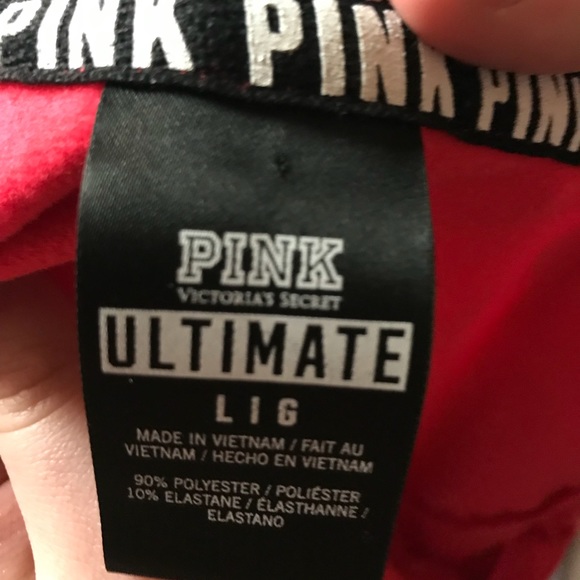 PINK PINK PINK
PINK
VICTORIA'S SECRET
ULTIMATE
L I G
MADE IN VIETNAM / FAIT AU
VIETNAM / HECHO EN VIETNAM
90% POLYESTER / POLIÉSTER
10% ELASTANE / ÉLASTHANNE /
ELASTANO